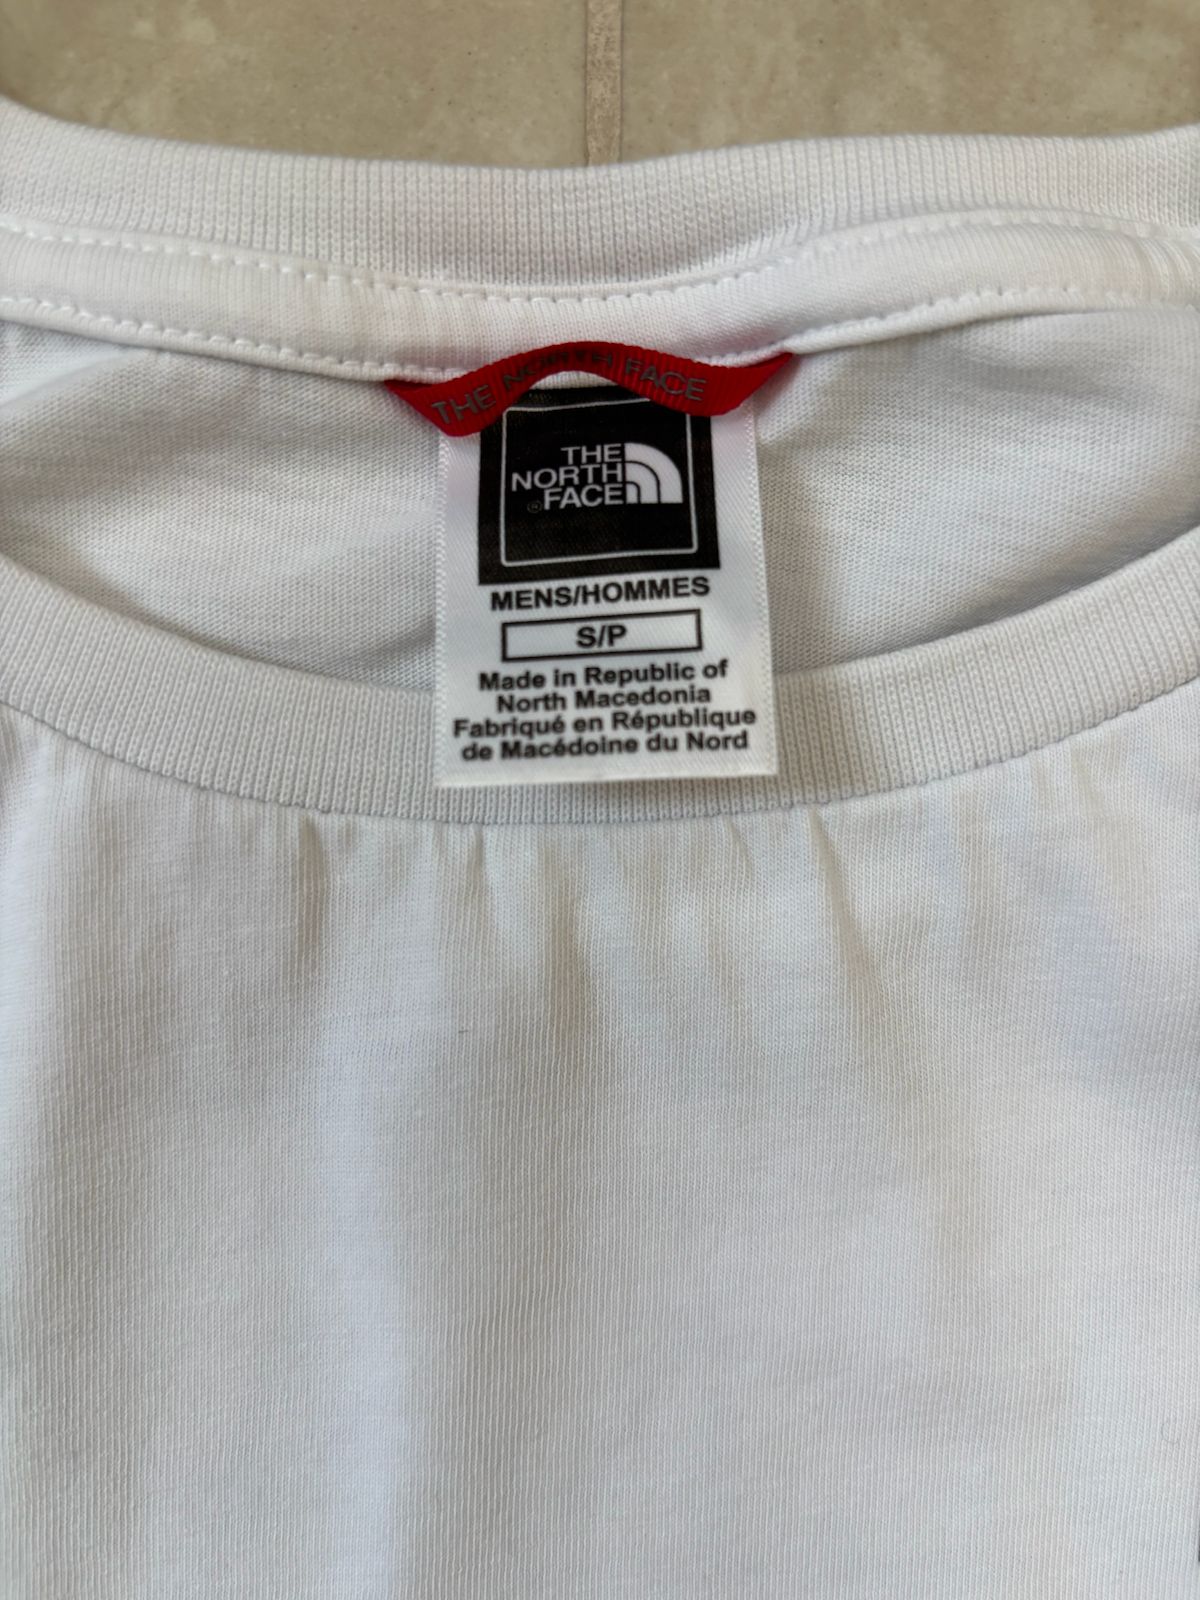 THE NORTH FACE
THE
NORTH
®FACE
MENS/HOMMES
S/P
Made in Republic of
North Macedonia
Fabriqué en République
de Macédoine du Nord